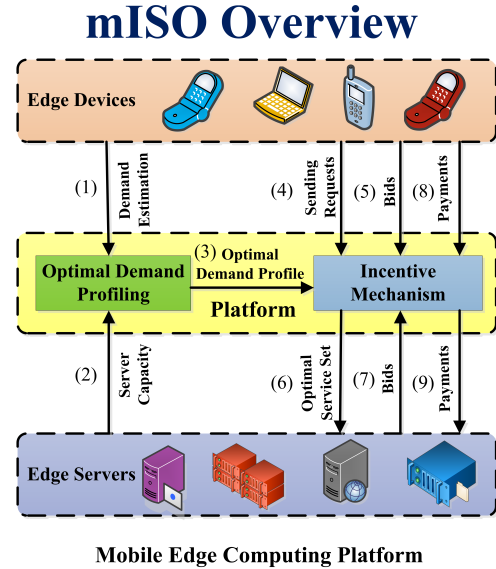 mISO Overview
Edge Devices
(1)
Demand
Estimation
(4)
Sending
Requests
(5)
Bids
(8)
Payments
(3) Optimal
Demand Profile
Optimal Demand
Profiling
Incentive
Mechanism
Platform
(2)
Server
Capacity
(6)
Optimal
Service Set
(7)
Bids
(9)
Payments
Edge Servers
Mobile Edge Computing Platform